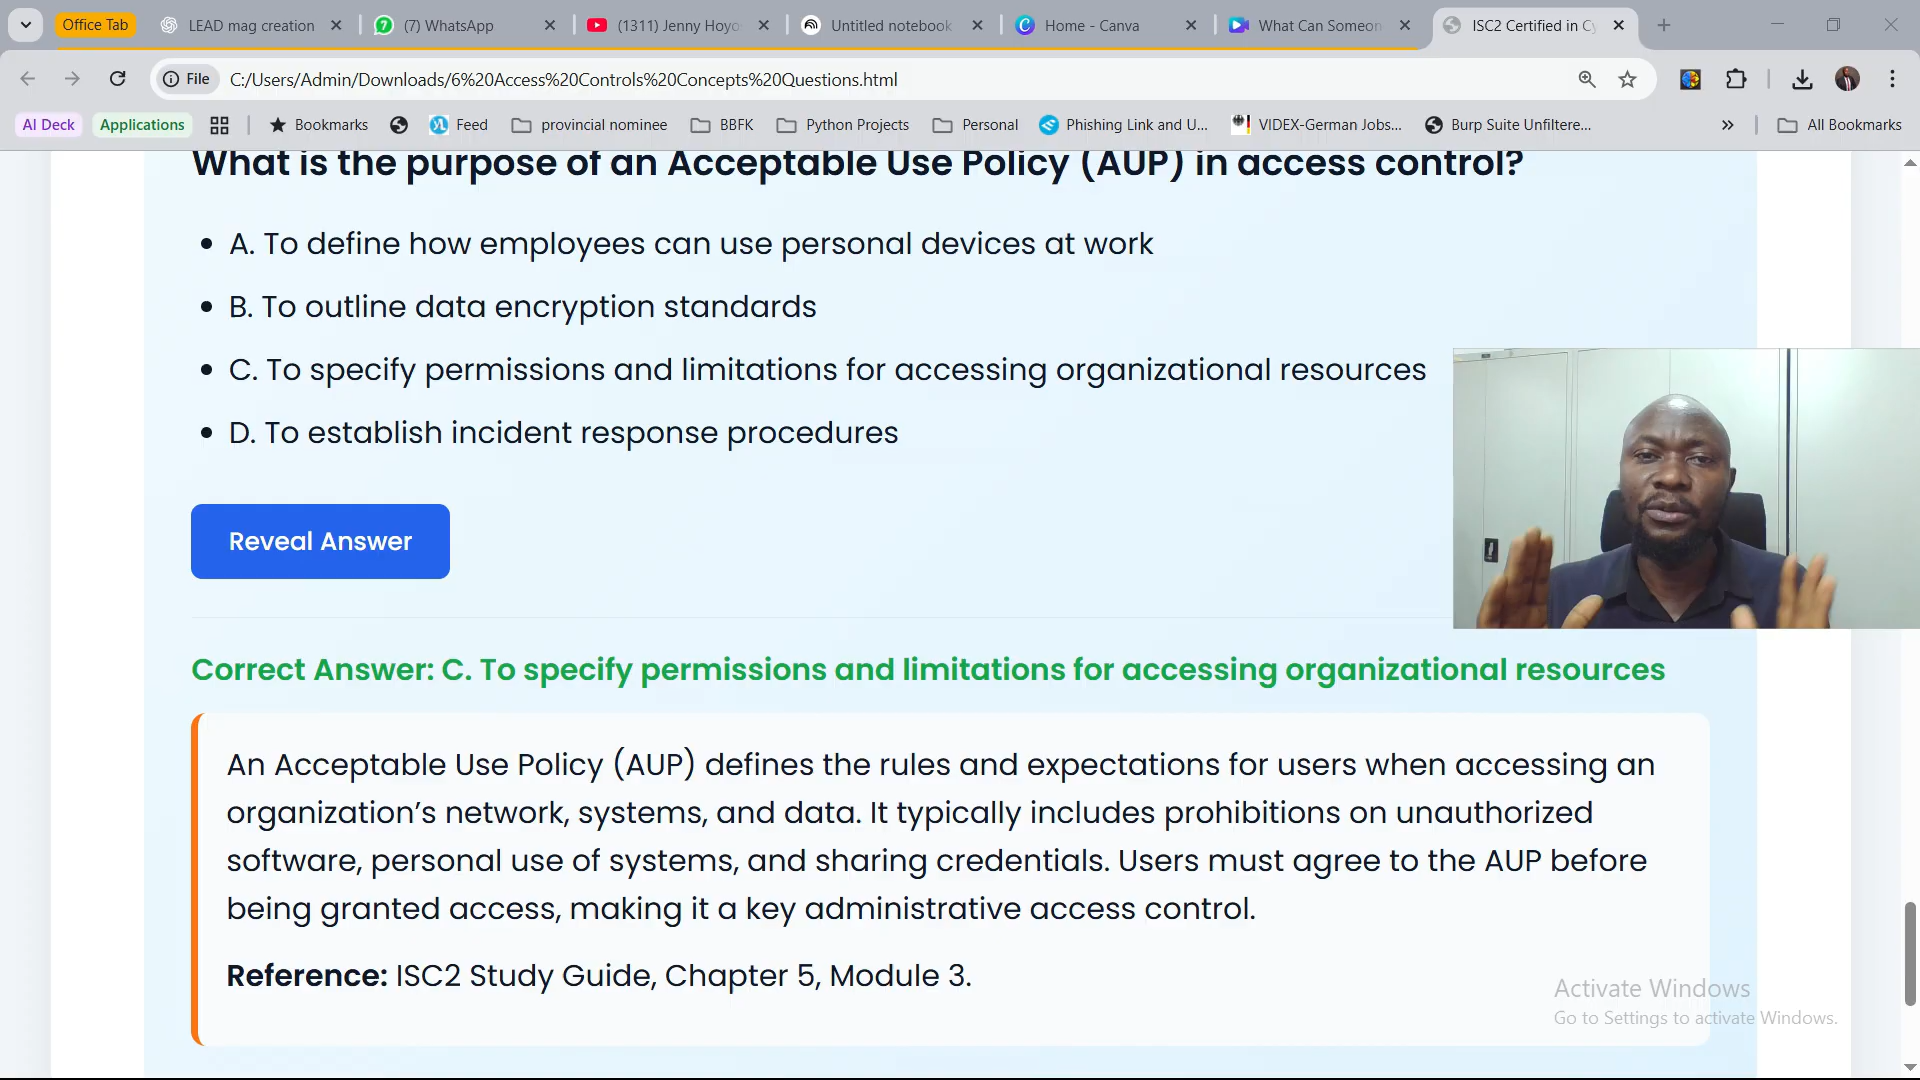 Office Tab
LEAD mag creation
(7) WhatsApp
(1311) Jenny Hoyo
Untitled notebook
Home - Canva
What Can Someon
ISC2 Certified in Cy
File
C:/Users/Admin/Downloads/6%20Access%20Controls%20Concepts%20Questions.html
AI Deck
Applications
Bookmarks
Feed
provincial nominee
BBFK
Python Projects
Personal
Phishing Link and U...
VIDEX-German Jobs...
Burp Suite Unfiltere...
»
All Bookmarks
What is the purpose of an Acceptable Use Policy (AUP) in access control?
• A. To define how employees can use personal devices at work
• B. To outline data encryption standards
• C. To specify permissions and limitations for accessing organizational resources
• D. To establish incident response procedures
Reveal Answer
Correct Answer: C. To specify permissions and limitations for accessing organizational resources
An Acceptable Use Policy (AUP) defines the rules and expectations for users when accessing an
organization’s network, systems, and data. It typically includes prohibitions on unauthorized
software, personal use of systems, and sharing credentials. Users must agree to the AUP before
being granted access, making it a key administrative access control.
Reference: ISC2 Study Guide, Chapter 5, Module 3.
Activate Windows
Go to Settings to activate Windows.